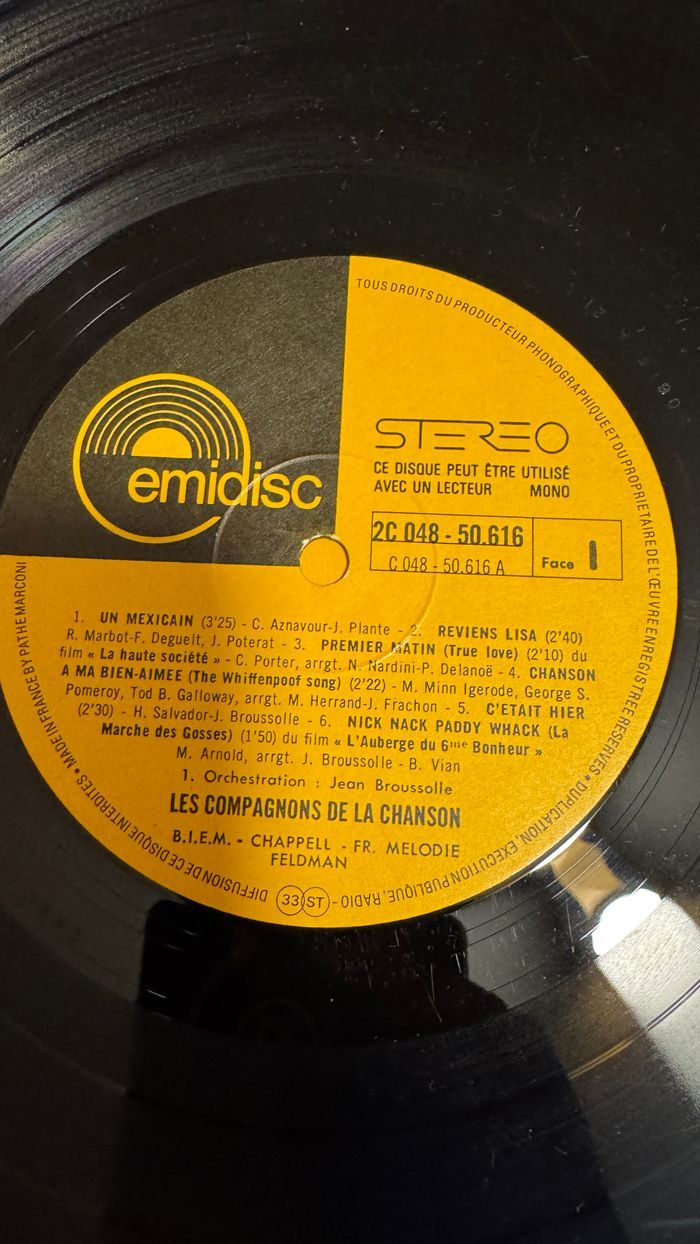 TOUS DROITS DU PRODUCTEUR PHONOGRAPHIQUE ET DU PROPRIETAIRE DE L'ŒUVRE ENREGISTREE RESERVES • DUPLICATION, EXECUTION PUBLIQUE, RADIO-DIFFUSION DE CE DISQUE INTERDITES • MADE IN FRANCE BY PATHE MARCONI
emidisc
STEREO
CE DISQUE PEUT ÊTRE UTILISÉ
AVEC UN LECTEUR MONO
2C 048 - 50.616
C 048 - 50.616 A
Face 1
1. UN MEXICAIN (3'25) - C. Aznavour-J. Plante - 2. REVIENS LISA (2'40)
R. Marbot-F. Deguelt, J. Poterat - 3. PREMIER MATIN (True love) (2'10) du
film « La haute société » - C. Porter, arrgt. N. Nardini-P. Delanoë - 4. CHANSON
A MA BIEN-AIMEE (The Whiffenpoof song) (2'22) - M. Minn Igerode, George S.
Pomeroy, Tod B. Galloway, arrgt. M. Herrand-J. Frachon - 5. C'ETAIT HIER
(2'30) - H. Salvador-J. Broussolle - 6. NICK NACK PADDY WHACK (La
Marche des Gosses) (1'50) du film « L'Auberge du 6me Bonheur »
M. Arnold, arrgt. J. Broussolle - B. Vian
1. Orchestration : Jean Broussolle
LES COMPAGNONS DE LA CHANSON
B.I.E.M. - CHAPPELL - FR. MELODIE
FELDMAN
33 ST